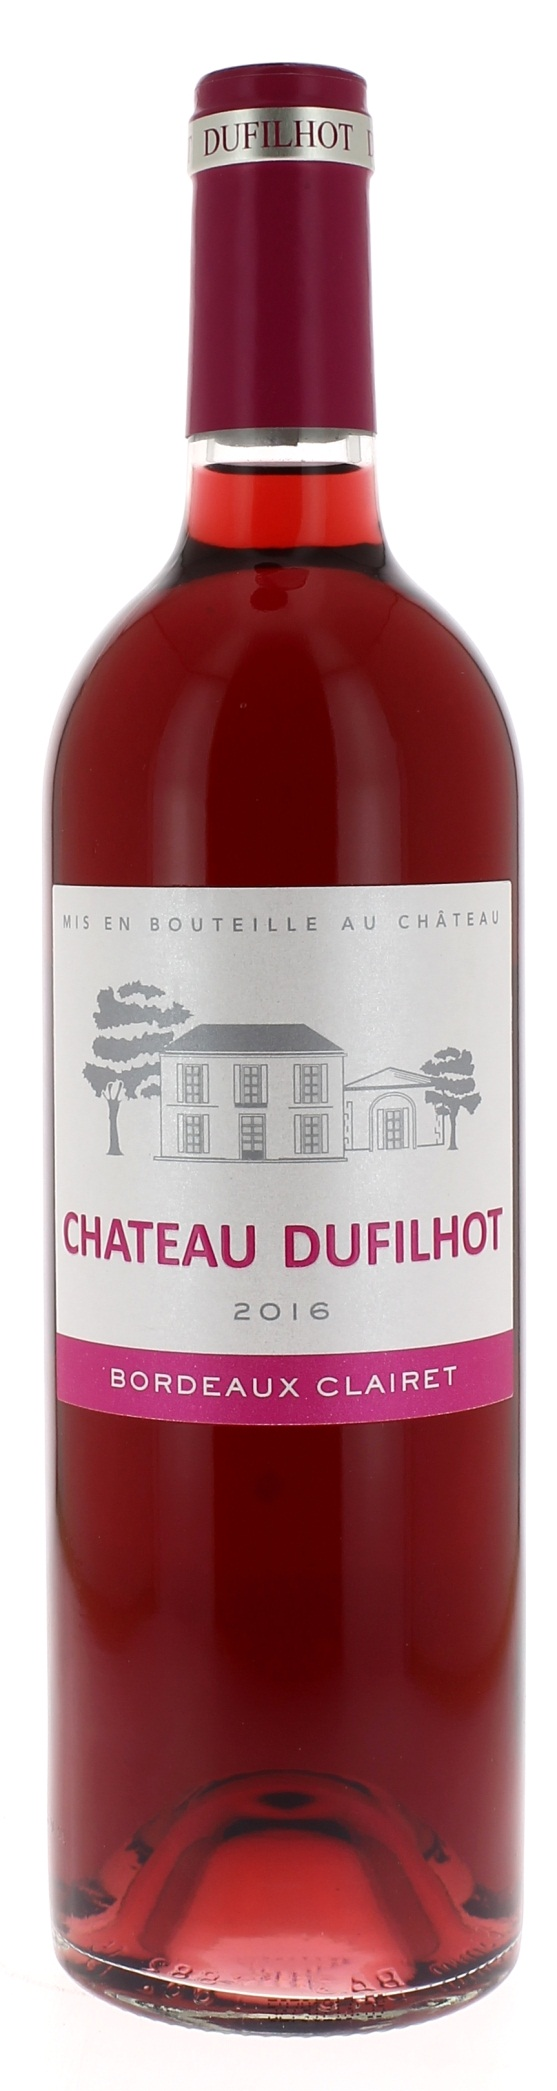 DUFILHOT
MIS EN BOUTEILLE AU CHÂTEAU
CHATEAU DUFILHOT
2016
BORDEAUX CLAIRET